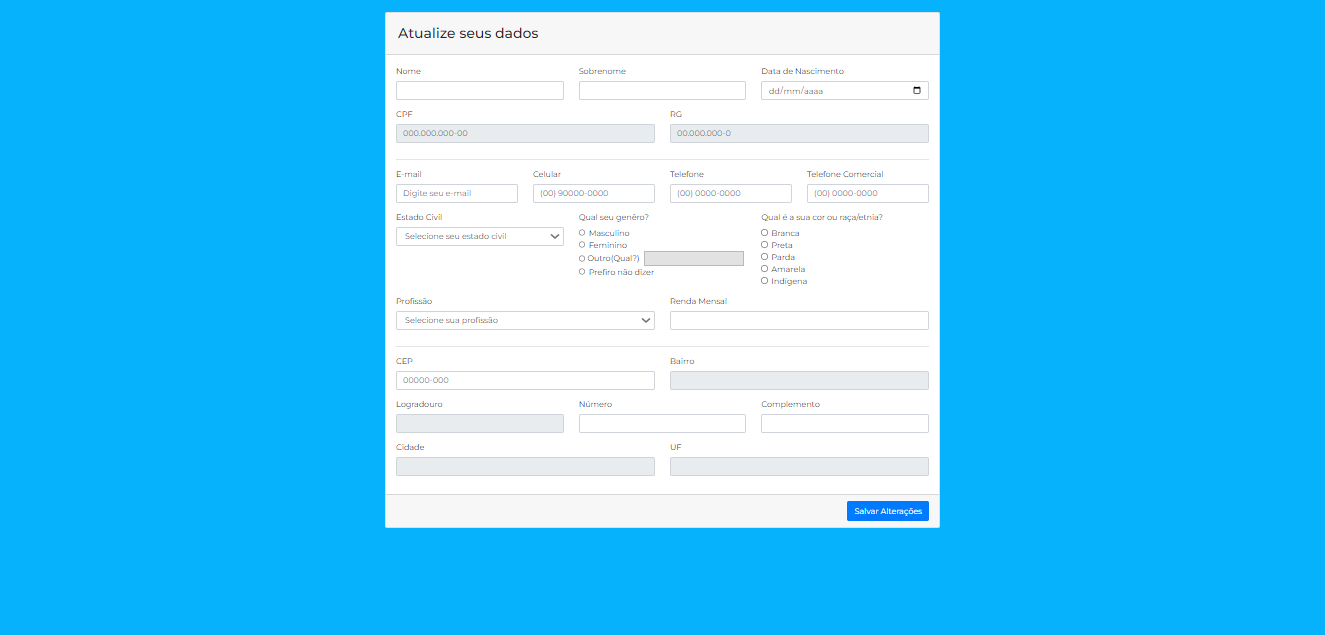 Atualize seus dados
Nome Sobrenome Data de Nascimento
dd/mm/aaaa
CPF RG
000.000.000-00 00.000.000-0
E-mail Celular Telefone Telefone Comercial
Digite seu e-mail (00) 90000-0000 (00) 0000-0000 (00) 0000-0000
Estado Civil Qual seu genêro? Qual é a sua cor ou raça/etnia?
Selecione seu estado civil Masculino Branca
Feminino Preta
Outro(Qual?) Parda
Prefiro não dizer Amarela
Indígena
Profissão Renda Mensal
Selecione sua profissão
CEP Bairro
00000-000
Logradouro Número Complemento
Cidade UF
Salvar Alterações